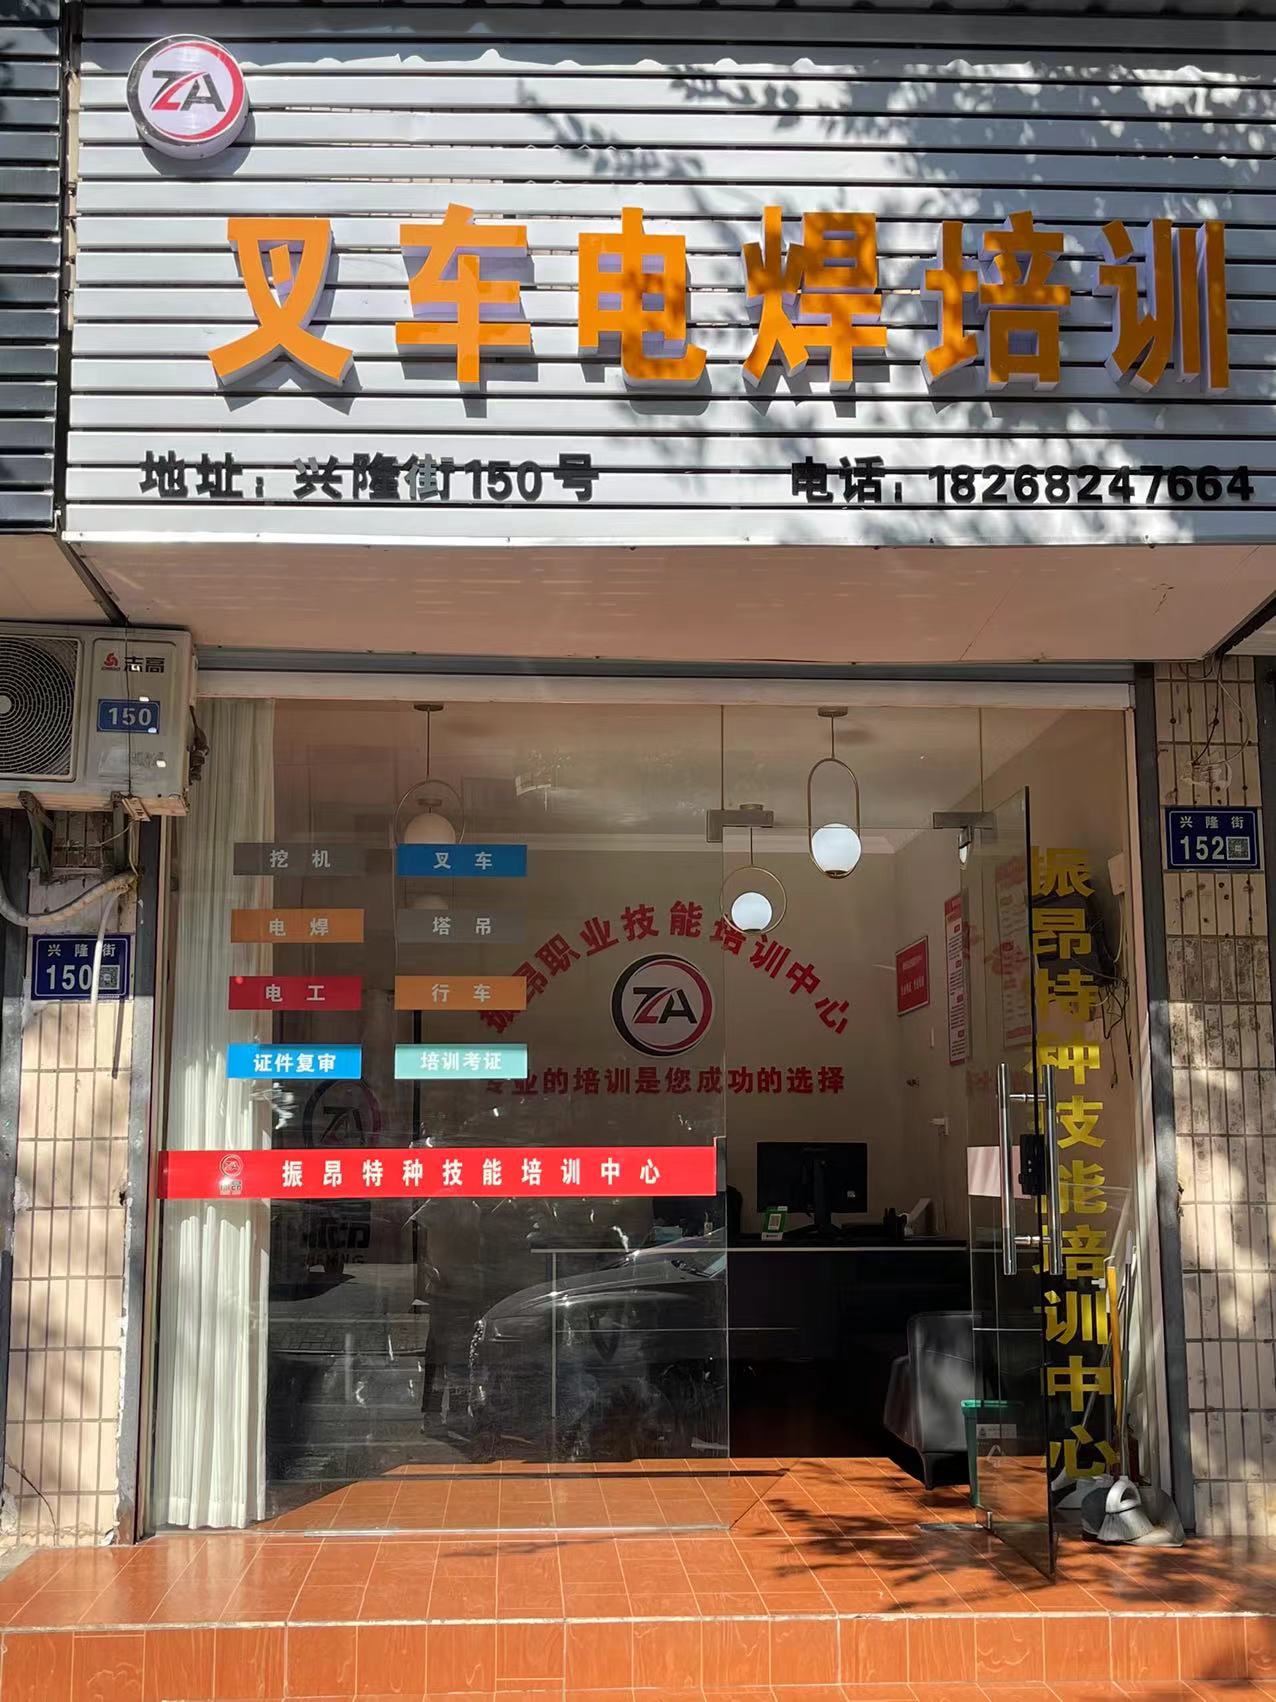 ZA
叉车电焊培训
地址：兴隆街150号 电话：18268247664
志高
150
兴隆街
150
兴隆街
152
挖机 叉车
电焊 塔吊
电工 行车
证件复审 培训考证
振昂职业技能培训中心
ZA
专业的培训是您成功的选择
ZA
振昂特种技能培训中心
振昂特种技能培训中心